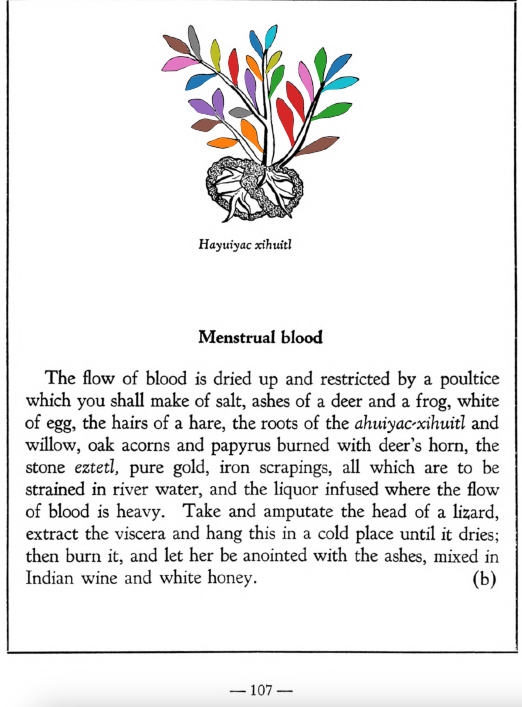 Hayuiyac xihuitl
Menstrual blood
The flow of blood is dried up and restricted by a poultice
which you shall make of salt, ashes of a deer and a frog, white
of egg, the hairs of a hare, the roots of the ahuiyac-xihuitl and
willow, oak acorns and papyrus burned with deer's horn, the
stone eztetl, pure gold, iron scrapings, all which are to be
strained in river water, and the liquor infused where the flow
of blood is heavy. Take and amputate the head of a lizard,
extract the viscera and hang this in a cold place until it dries;
then burn it, and let her be anointed with the ashes, mixed in
Indian wine and white honey. (b)
— 107 —